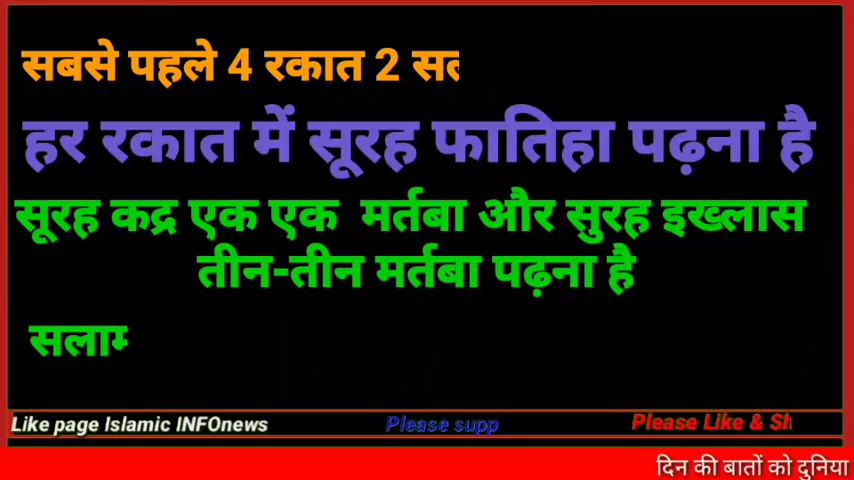 सबसे पहले 4 रकात 2
हर रकात में सूरह फातिहा पढ़ना है
सूरह कद्र एक एक मर्तबा और सुरह इख्लास
तीन-तीन मर्तबा पढ़ना है
सलाम
Like page Islamic INFOnews
Please supp
Please Like & Sh
दिन की बातों को दुनिया